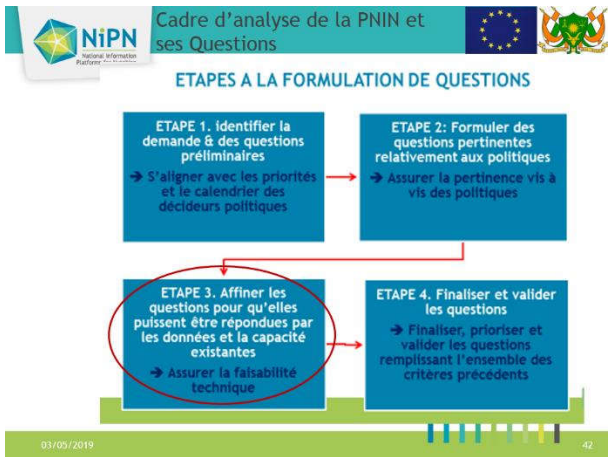 NiPN
National Information
Platforms for Nutrition
Cadre d'analyse de la PNIN et
ses Questions
ETAPES A LA FORMULATION DE QUESTIONS
ETAPE 1. identifier la
demande & des questions
préliminaires
→ S'aligner avec les priorités
et le calendrier des
décideurs politiques
ETAPE 2: Formuler des
questions pertinentes
relativement aux politiques
→ Assurer la pertinence vis à
vis des politiques
ETAPE 3. Affiner les
questions pour qu'elles
puissent être répondues par
les données et la capacité
existantes
→ Assurer la faisabilité
technique
ETAPE 4. Finaliser et valider
les questions
→ Finaliser, prioriser et
valider les questions
remplissant l'ensemble des
critères précédents
03/05/2019
42